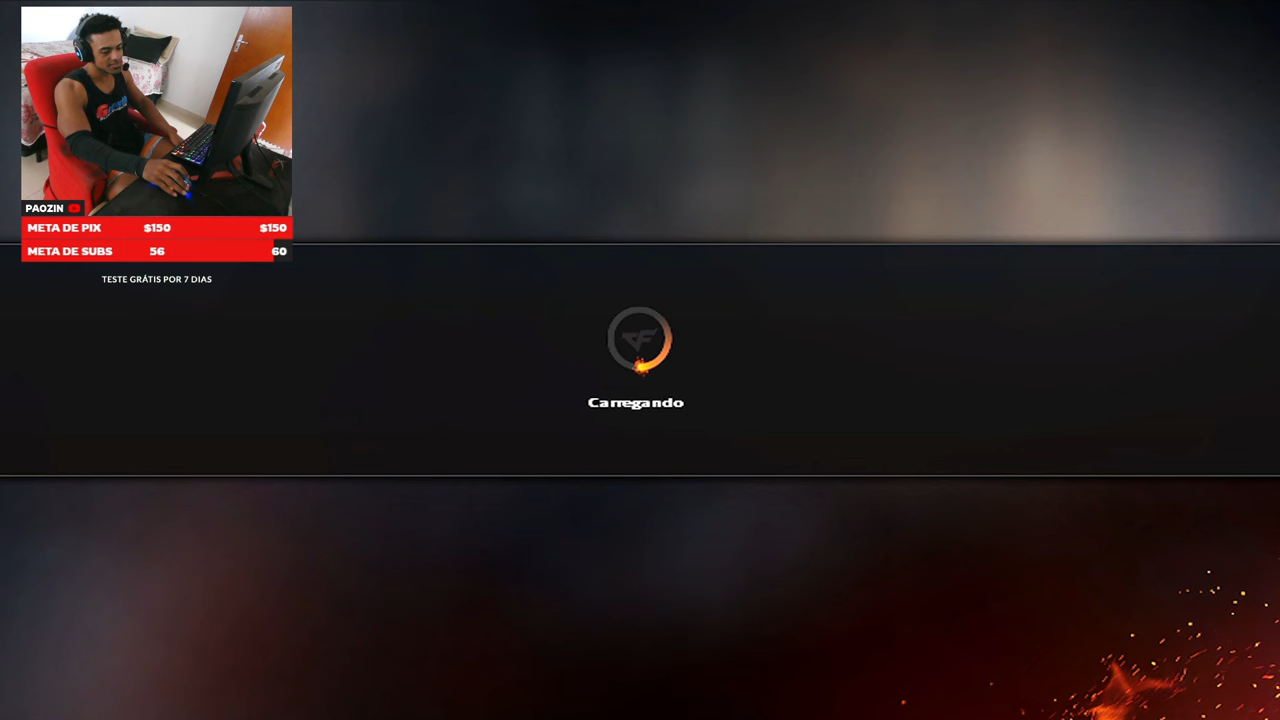 PAOZIN
META DE PIX $150 $150
META DE SUBS 56 60
TESTE GRÁTIS POR 7 DIAS
Carregando